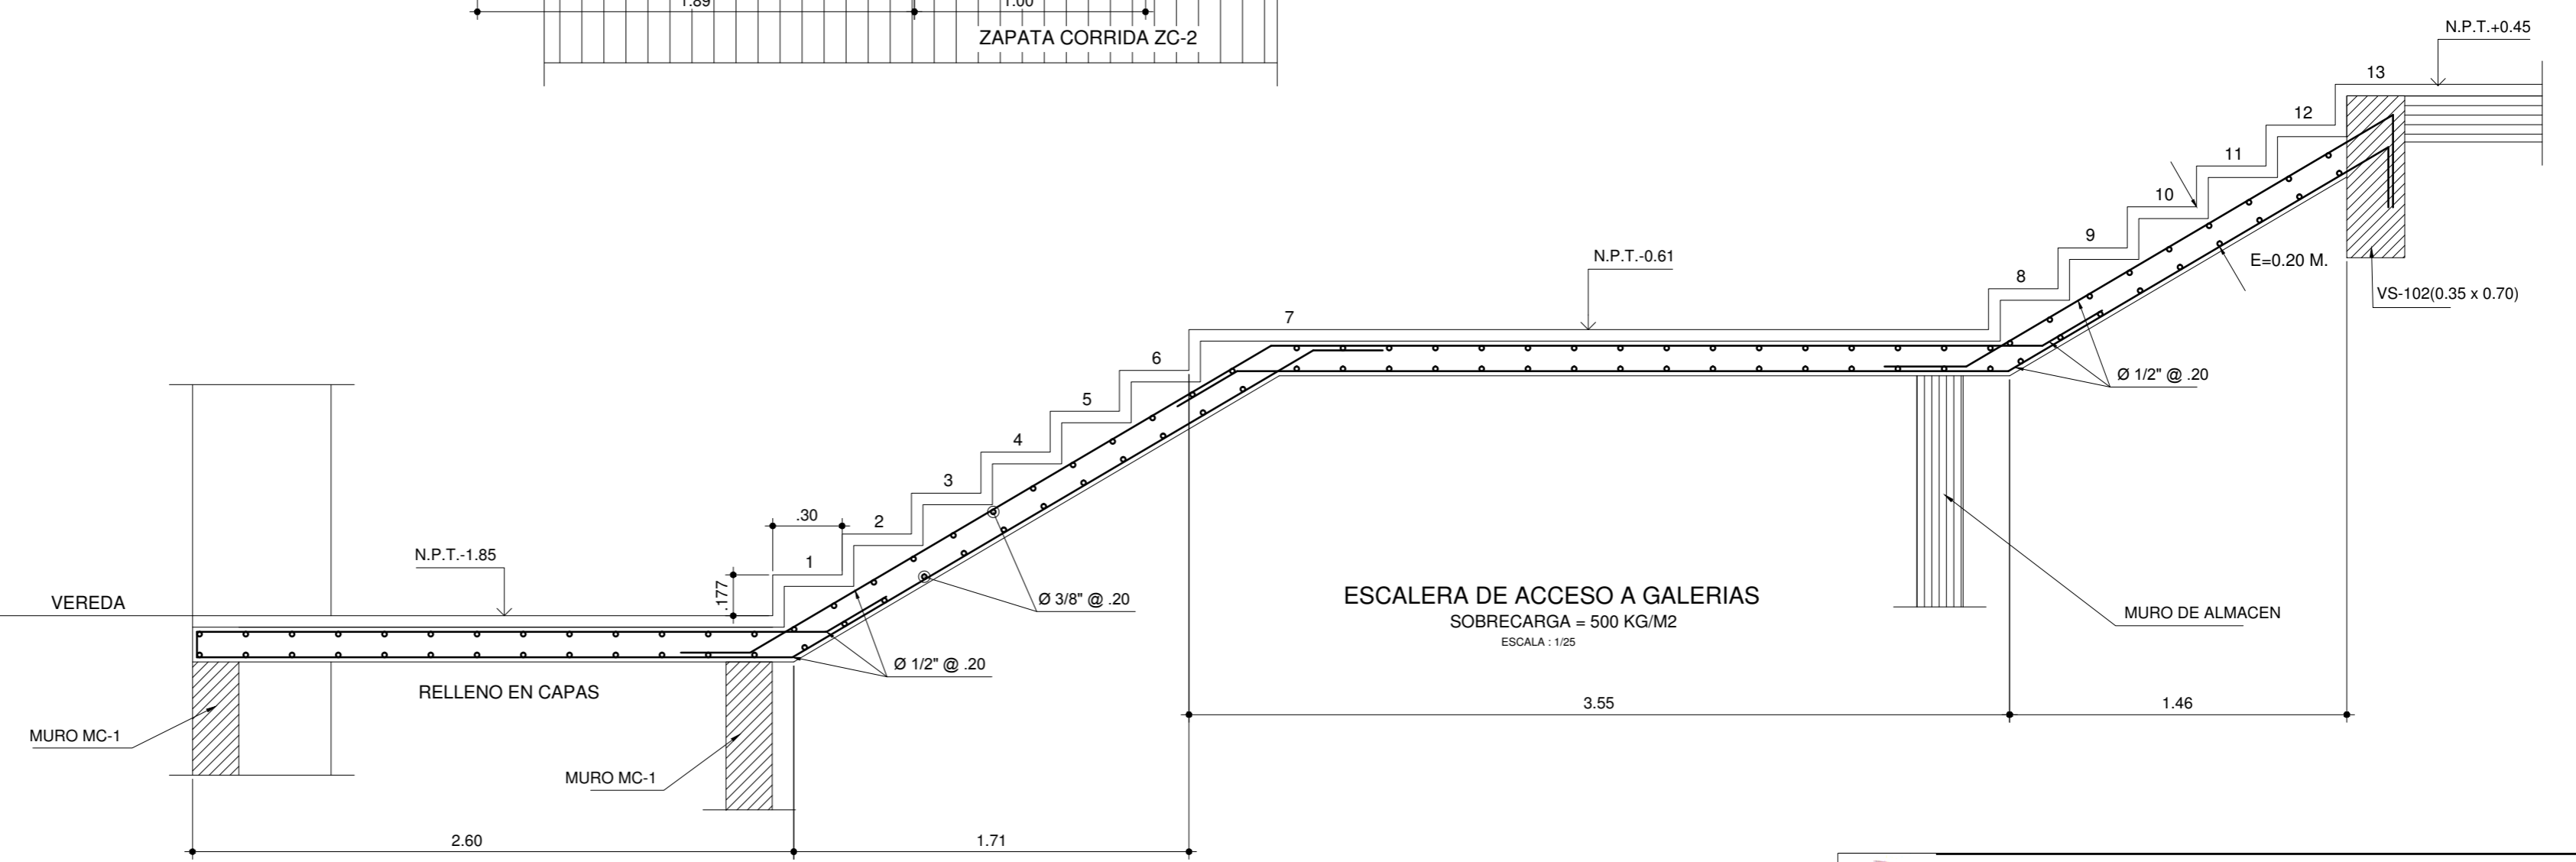 1.89
1.00
ZAPATA CORRIDA ZC-2
N.P.T.+0.45
13
12
11
10
9
8
E=0.20 M.
VS-102(0.35 x 0.70)
N.P.T.-0.61
7
6
5
4
3
2
1
.30
.177
Ø 1/2" @ .20
N.P.T.-1.85
VEREDA
Ø 3/8" @ .20
ESCALERA DE ACCESO A GALERIAS
SOBRECARGA = 500 KG/M2
ESCALA : 1/25
MURO DE ALMACEN
Ø 1/2" @ .20
RELLENO EN CAPAS
MURO MC-1
MURO MC-1
3.55
1.46
2.60
1.71